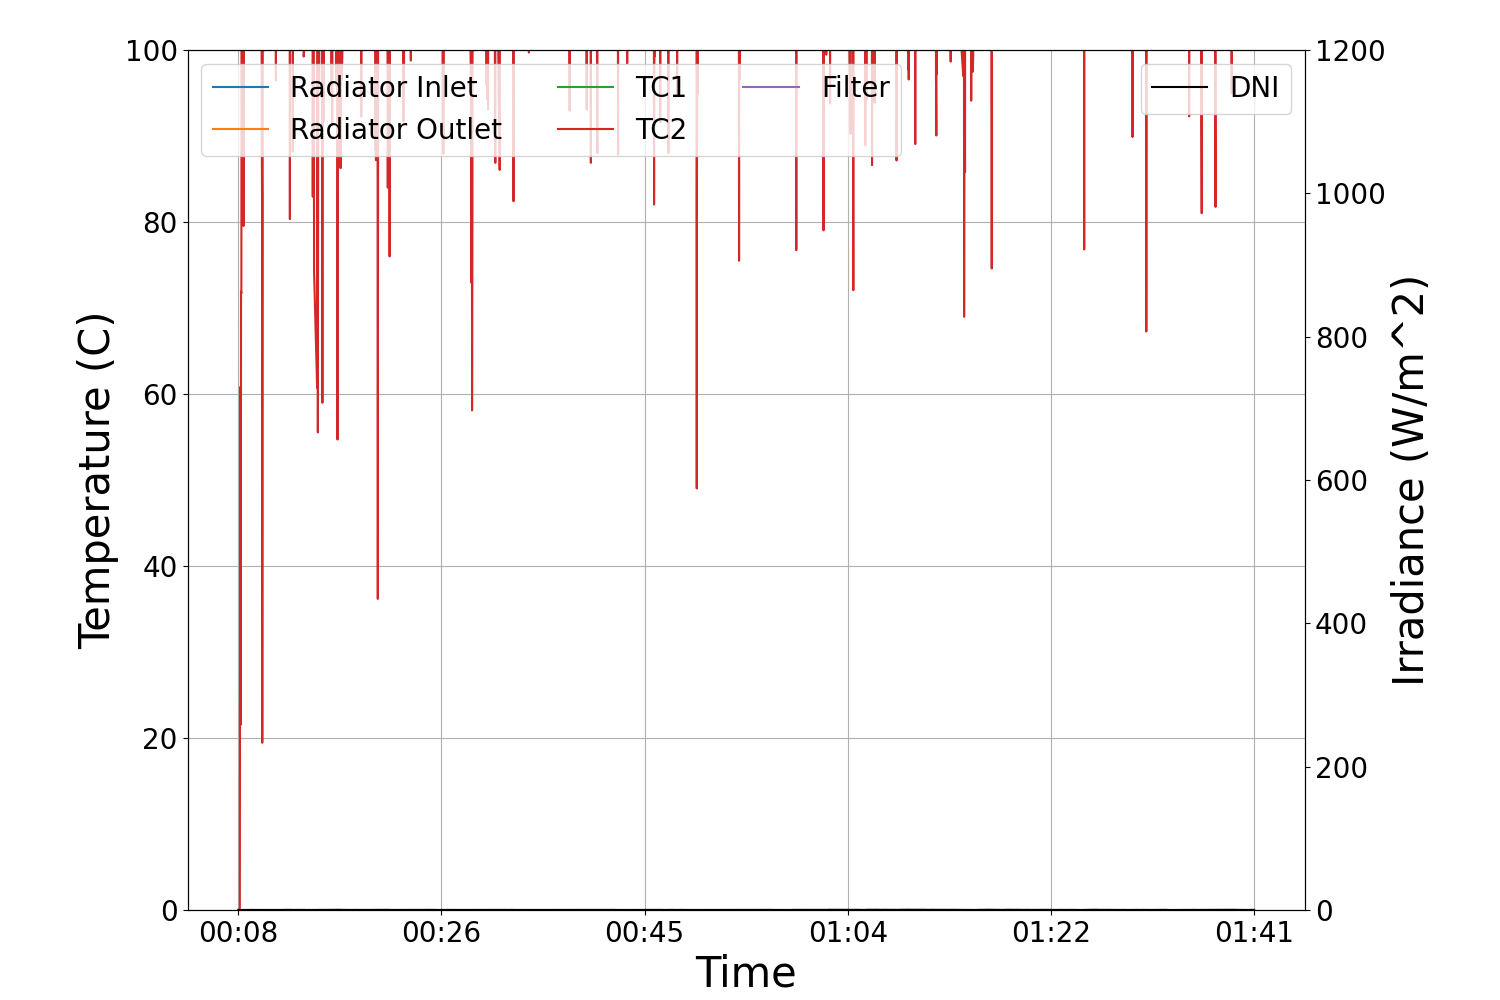 100
80
60
40
20
0
Temperature (C)
Radiator Inlet
Radiator Outlet
TC1
TC2
Filter
DNI
1200
1000
800
600
400
200
0
Irradiance (W/m^2)
00:08 00:26 00:45 01:04 01:22 01:41
Time